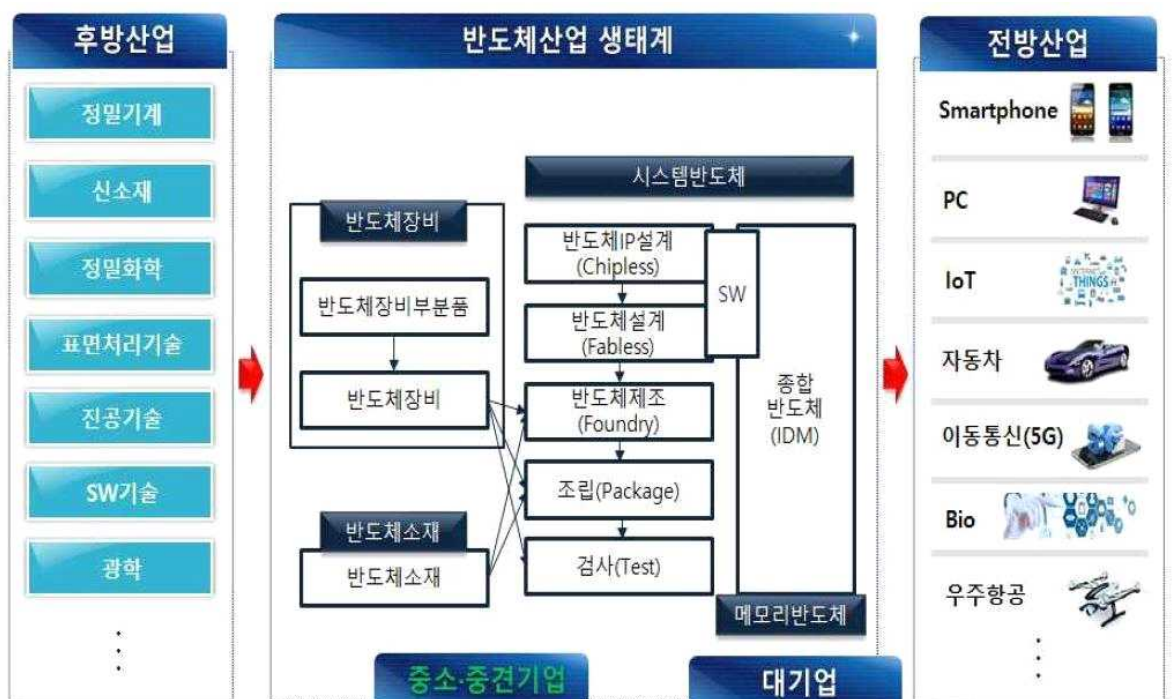 후방산업
정밀기계
신소재
정밀화학
표면처리기술
진공기술
SW기술
광학
반도체산업 생태계
시스템반도체
반도체장비
반도체장비부분품
반도체장비
반도체소재
반도체소재
반도체IP설계
(Chipless)
반도체설계
(Fabless)
반도체제조
(Foundry)
조립(Package)
검사(Test)
SW
종합
반도체
(IDM)
메모리반도체
중소·중견기업
대기업
전방산업
Smartphone
PC
IoT
INTERNET
THINGS
자동차
이동통신(5G)
Bio
우주항공